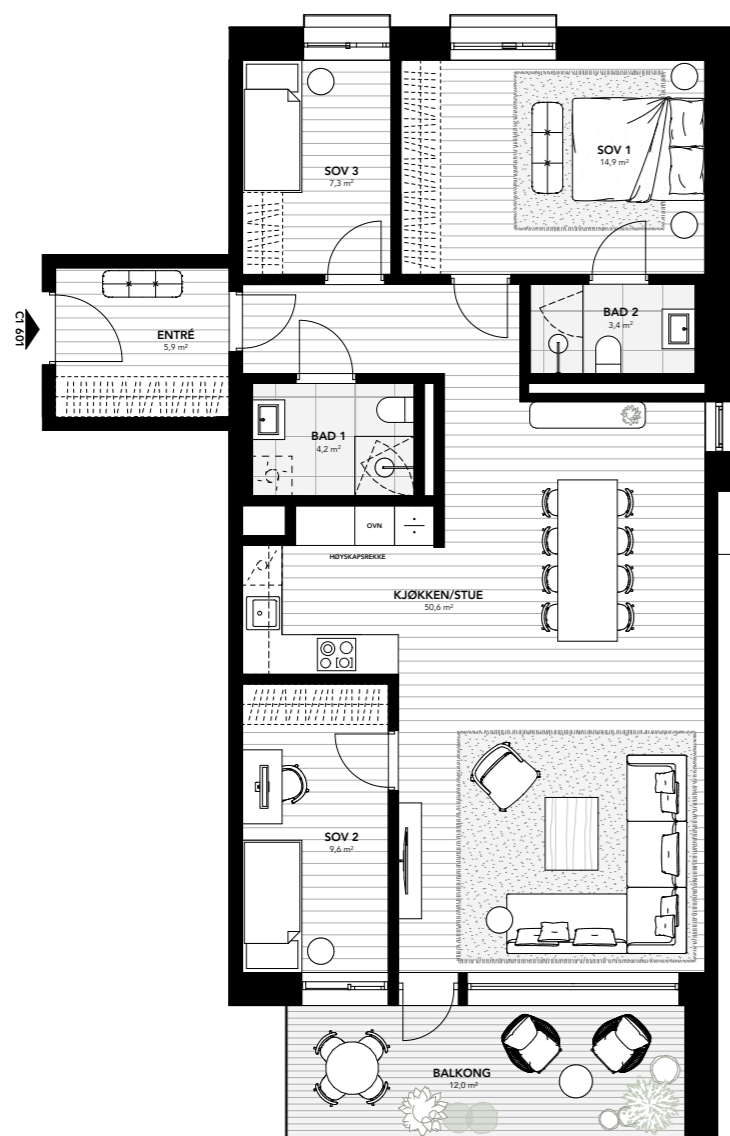 SOV 3
7,3 m²
SOV 1
14,9 m²
C1 601
ENTRÉ
5,9 m²
BAD 2
3,4 m²
BAD 1
4,2 m²
OVN
HØYSKAPSREKKE
KJØKKEN/STUE
50,6 m²
SOV 2
9,6 m²
BALKONG
12,0 m²